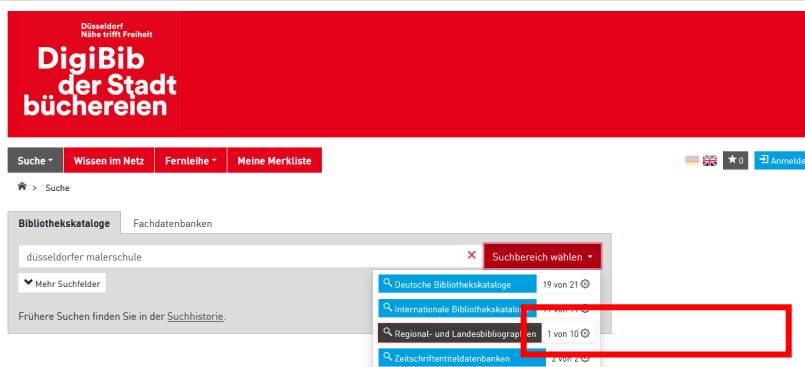 Düsseldorf
Nähe trifft Freiheit
DigiBib
der Stadt
büchereien
Suche
Wissen im Netz
Fernleihe
Meine Merkliste
0
Anmelde
> Suche
Bibliothekskataloge
Fachdatenbanken
düsseldorfer malerschule
Suchbereich wählen
Mehr Suchfelder
Deutsche Bibliothekskataloge 19 von 21
Internationale Bibliothekskataloge
Frühere Suchen finden Sie in der Suchhistorie.
Regional- und Landesbibliographien 1 von 10
Zeitschriftentiteldatenbanken 2 von 2